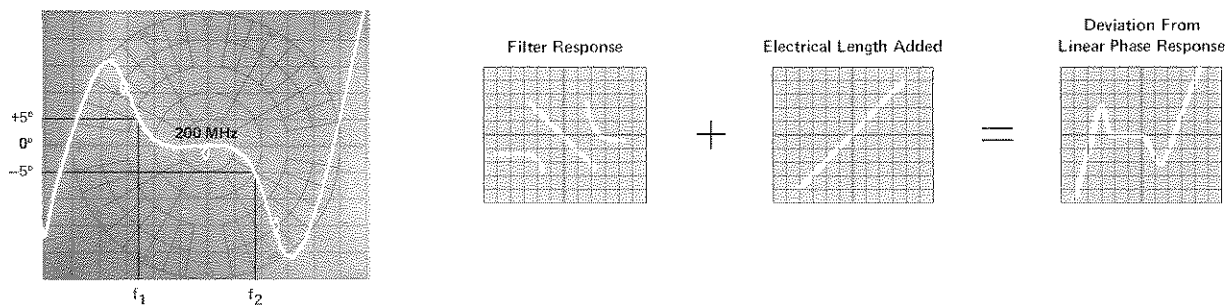 +5°
0°
−5°
200 MHz
f₁
f₂
Filter Response
+
Electrical Length Added
=
Deviation From
Linear Phase Response